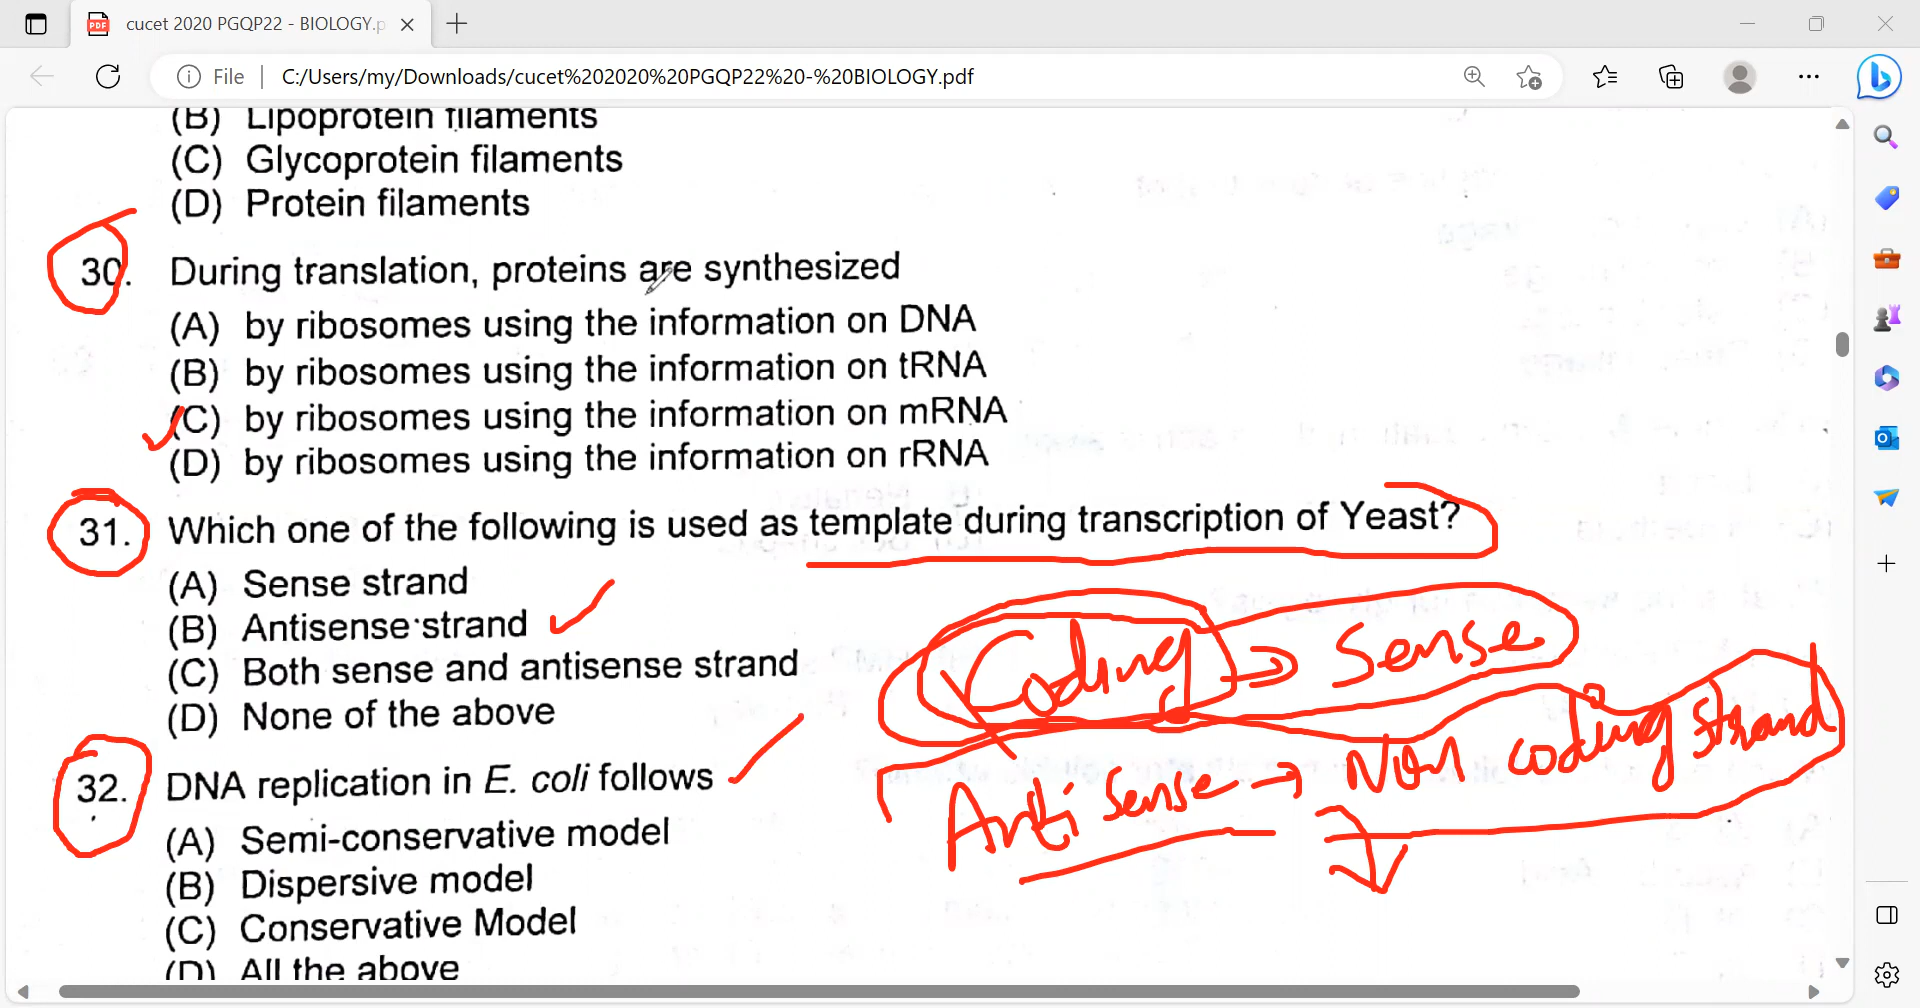 cucet 2020 PGQP22 - BIOLOGY.p
File
C:/Users/my/Downloads/cucet%202020%20PGQP22%20-%20BIOLOGY.pdf
(B) Lipoprotein filaments
(C) Glycoprotein filaments
(D) Protein filaments
30. During translation, proteins are synthesized
(A) by ribosomes using the information on DNA
(B) by ribosomes using the information on tRNA
(C) by ribosomes using the information on mRNA
(D) by ribosomes using the information on rRNA
31. Which one of the following is used as template during transcription of Yeast?
(A) Sense strand
(B) Antisense strand
(C) Both sense and antisense strand
(D) None of the above
Coding → Sense
Anti sense → Non coding strand
32. DNA replication in E. coli follows
(A) Semi-conservative model
(B) Dispersive model
(C) Conservative Model
(D) All the above